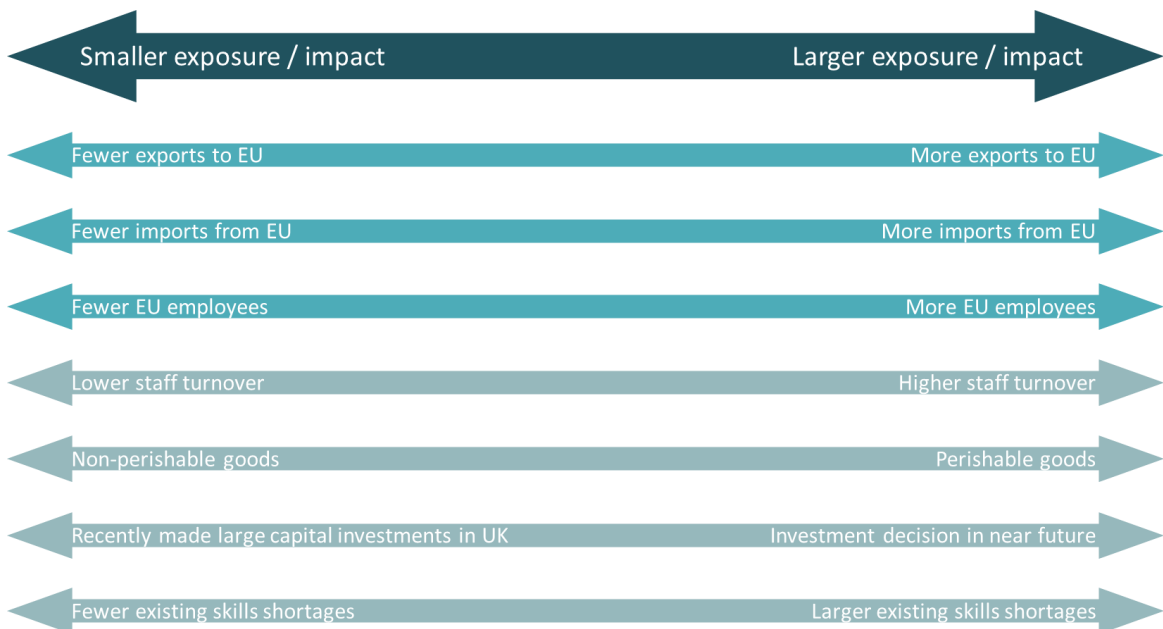 Smaller exposure / impact Larger exposure / impact
Fewer exports to EU More exports to EU
Fewer imports from EU More imports from EU
Fewer EU employees More EU employees
Lower staff turnover Higher staff turnover
Non-perishable goods Perishable goods
Recently made large capital investments in UK Investment decision in near future
Fewer existing skills shortages Larger existing skills shortages